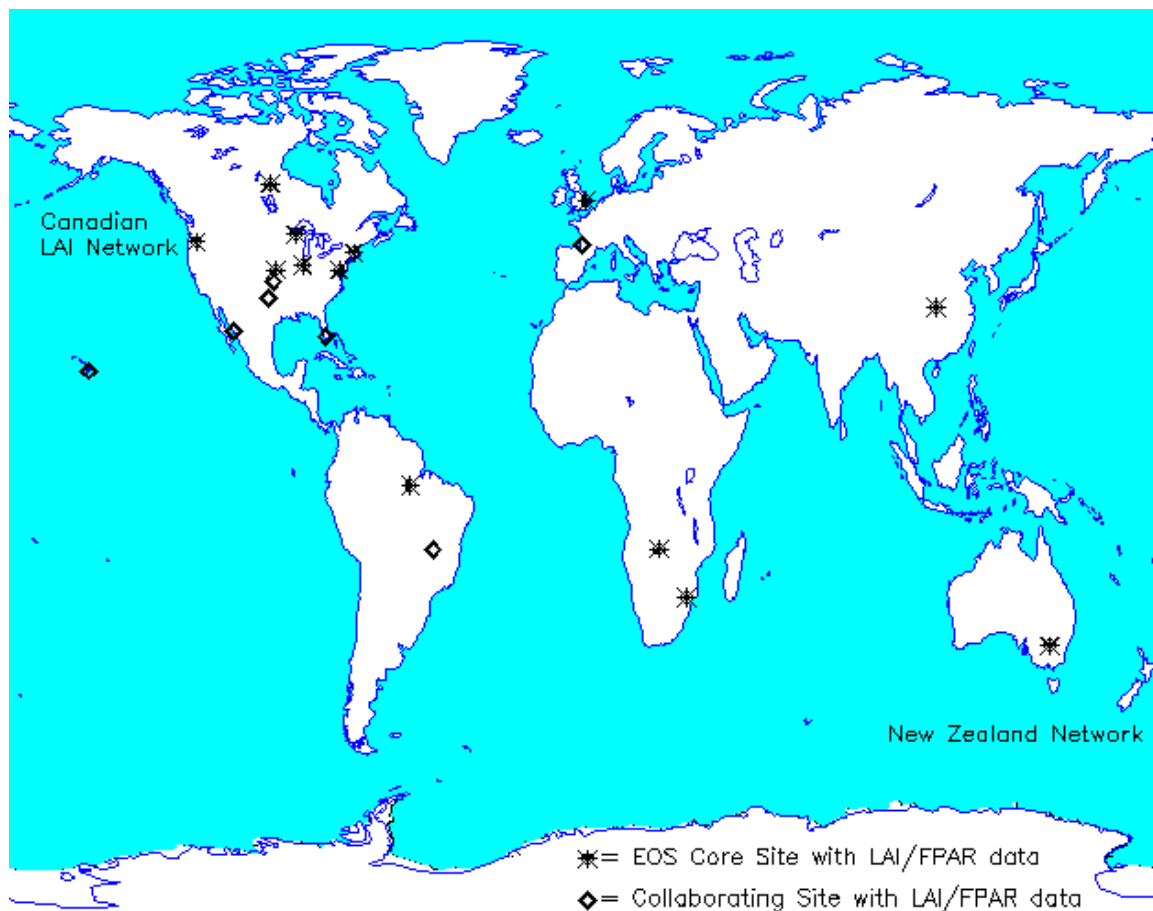 Canadian
LAI Network
New Zealand Network
= EOS Core Site with LAI/FPAR data
= Collaborating Site with LAI/FPAR data